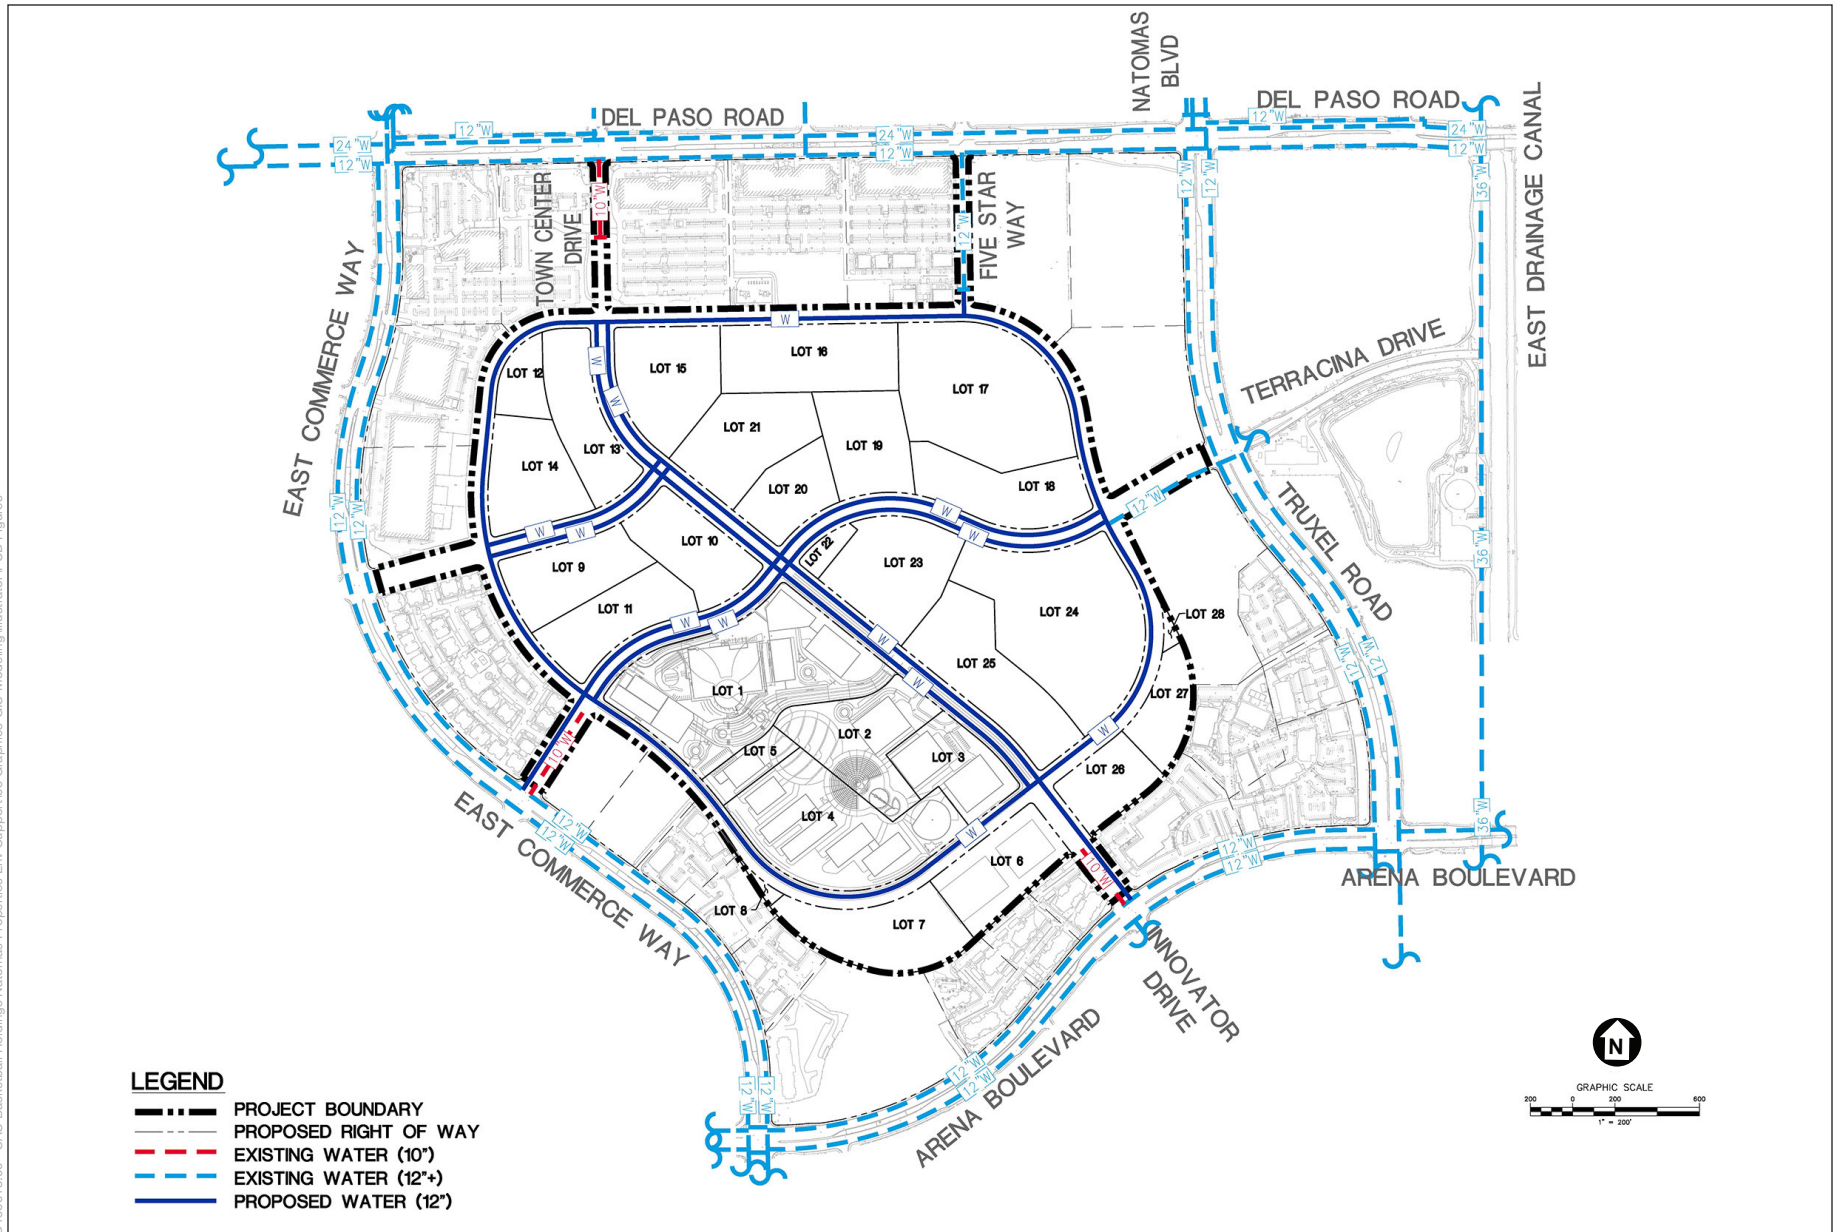 NATOMAS
BLVD
DEL PASO ROAD
DEL PASO ROAD
12"W
12"W
24"W
12"W
24"W
12"W
24"W
12"W
EAST DRAINAGE CANAL
10"W
TOWN CENTER
DRIVE
12"W
FIVE STAR
WAY
12"W
12"W
36"W
EAST COMMERCE WAY
W
W
W
LOT 12
LOT 15
LOT 16
LOT 17
TERRACINA DRIVE
LOT 21
LOT 19
LOT 13
LOT 14
LOT 20
LOT 18
12"W
12"W
12"W
W
W
W
W
TRUXEL ROAD
36"W
LOT 10
LOT 22
LOT 23
LOT 9
LOT 11
LOT 24
LOT 28
W
W
W
12"W
12"W
LOT 25
W
LOT 1
LOT 27
10"W
LOT 2
W
LOT 5
LOT 3
LOT 26
LOT 4
W
36"W
12"W
12"W
12"W
12"W
EAST COMMERCE WAY
LOT 6
10"W
ARENA BOULEVARD
LOT 8
LOT 7
INNOVATOR
DRIVE
12"W
12"W
12"W
12"W
ARENA BOULEVARD
N
GRAPHIC SCALE
200 0 200 600
1" = 200'
LEGEND
PROJECT BOUNDARY
PROPOSED RIGHT OF WAY
EXISTING WATER (10")
EXISTING WATER (12"+)
PROPOSED WATER (12")